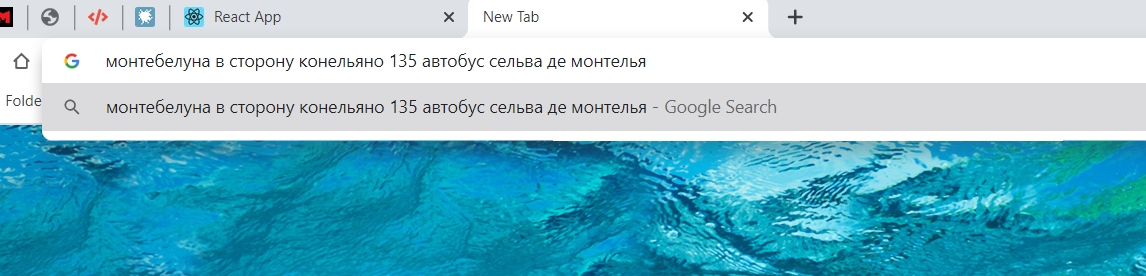 React App
New Tab
монтебелуна в сторону конельяно 135 автобус сельва де монтелья
Folde
монтебелуна в сторону конельяно 135 автобус сельва де монтелья - Google Search